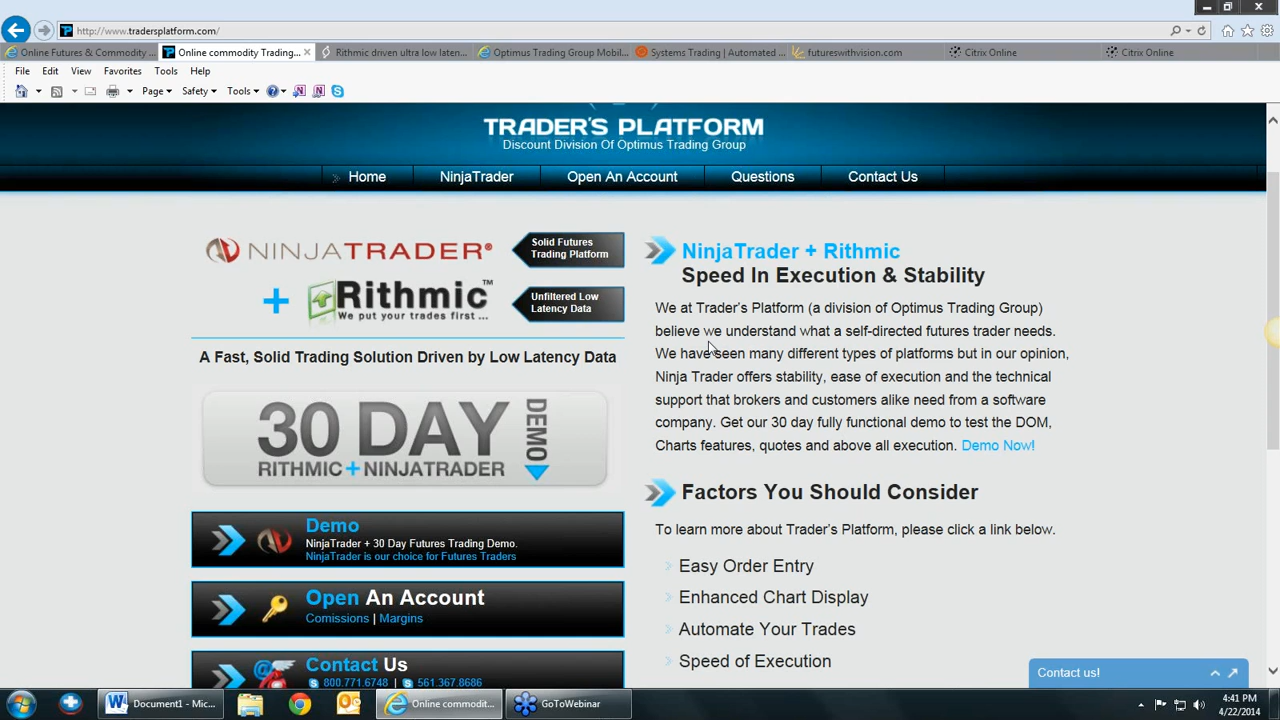 http://www.tradersplatform.com/
Online Futures & Commodity ...
Online commodity Trading...
Rithmic driven ultra low laten...
Optimus Trading Group Mobil...
Systems Trading | Automated ...
futureswithvision.com
Citrix Online
Citrix Online
File Edit View Favorites Tools Help
Page Safety Tools
TRADER'S PLATFORM
Discount Division Of Optimus Trading Group
Home NinjaTrader Open An Account Questions Contact Us
NINJATRADER®
Solid Futures
Trading Platform
+ Rithmic™
We put your trades first ...
Unfiltered Low
Latency Data
A Fast, Solid Trading Solution Driven by Low Latency Data
30 DAY DEMO
RITHMIC+NINJATRADER
Demo
NinjaTrader + 30 Day Futures Trading Demo.
NinjaTrader is our choice for Futures Traders
Open An Account
Comissions | Margins
Contact Us
800.771.6748 | 561.367.8686
NinjaTrader + Rithmic
Speed In Execution & Stability
We at Trader's Platform (a division of Optimus Trading Group)
believe we understand what a self-directed futures trader needs.
We have seen many different types of platforms but in our opinion,
Ninja Trader offers stability, ease of execution and the technical
support that brokers and customers alike need from a software
company. Get our 30 day fully functional demo to test the DOM,
Charts features, quotes and above all execution. Demo Now!
Factors You Should Consider
To learn more about Trader's Platform, please click a link below.
Easy Order Entry
Enhanced Chart Display
Automate Your Trades
Speed of Execution
Contact us!
Document1 - Mic...
Online commodit...
GoToWebinar
4:41 PM
4/22/2014